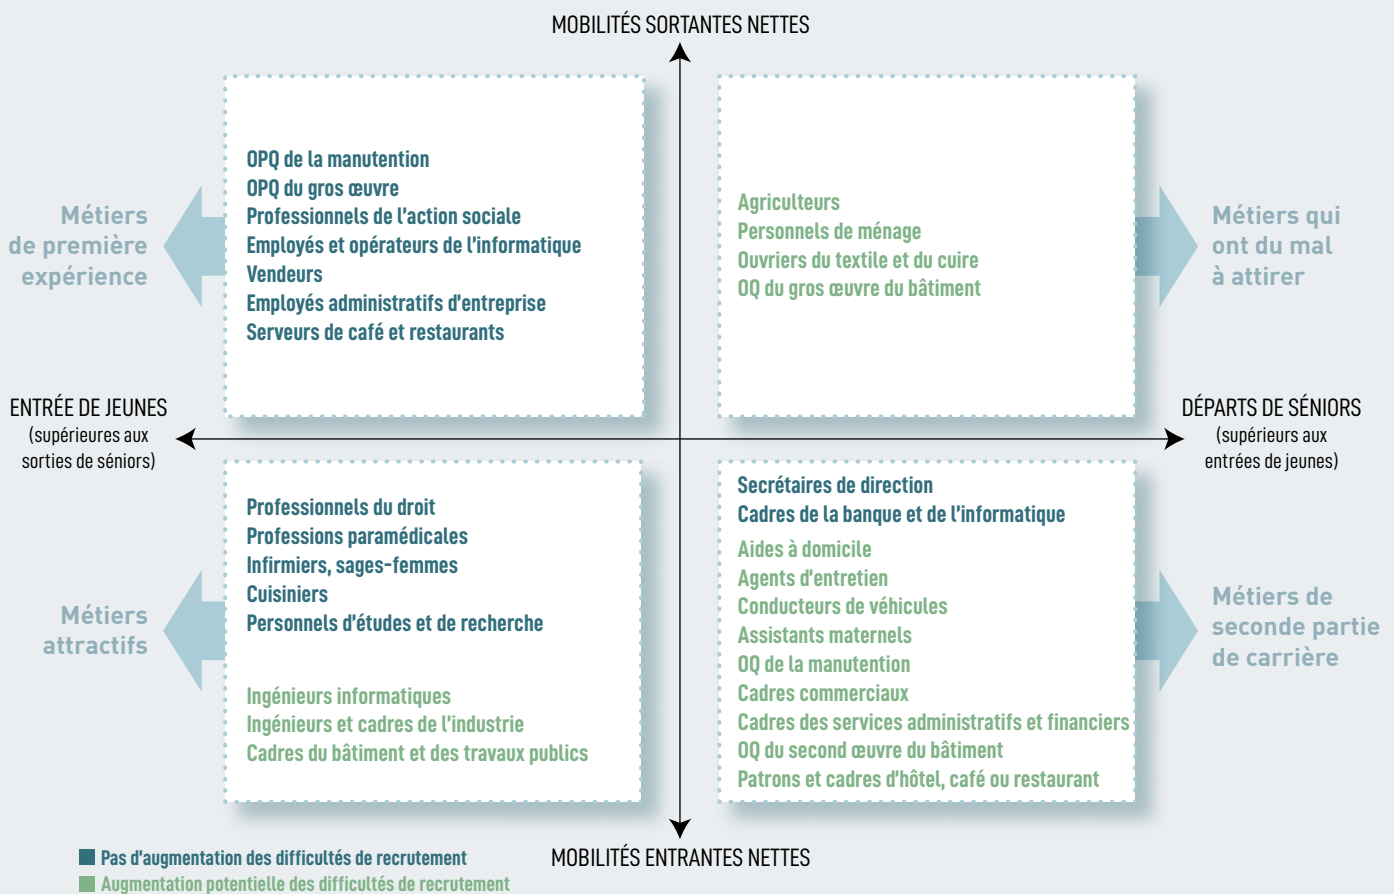 MOBILITÉS SORTANTES NETTES
Métiers
de première
expérience
OPQ de la manutention
OPQ du gros œuvre
Professionnels de l'action sociale
Employés et opérateurs de l'informatique
Vendeurs
Employés administratifs d'entreprise
Serveurs de café et restaurants
Agriculteurs
Personnels de ménage
Ouvriers du textile et du cuire
OQ du gros œuvre du bâtiment
Métiers qui
ont du mal
à attirer
ENTRÉE DE JEUNES
(supérieures aux
sorties de séniors)
DÉPARTS DE SÉNIORS
(supérieurs aux
entrées de jeunes)
Métiers
attractifs
Professionnels du droit
Professions paramédicales
Infirmiers, sages-femmes
Cuisiniers
Personnels d'études et de recherche
Ingénieurs informatiques
Ingénieurs et cadres de l'industrie
Cadres du bâtiment et des travaux publics
Secrétaires de direction
Cadres de la banque et de l'informatique
Aides à domicile
Agents d'entretien
Conducteurs de véhicules
Assistants maternels
OQ de la manutention
Cadres commerciaux
Cadres des services administratifs et financiers
OQ du second œuvre du bâtiment
Patrons et cadres d'hôtel, café ou restaurant
Métiers de
seconde partie
de carrière
MOBILITÉS ENTRANTES NETTES
Pas d'augmentation des difficultés de recrutement
Augmentation potentielle des difficultés de recrutement